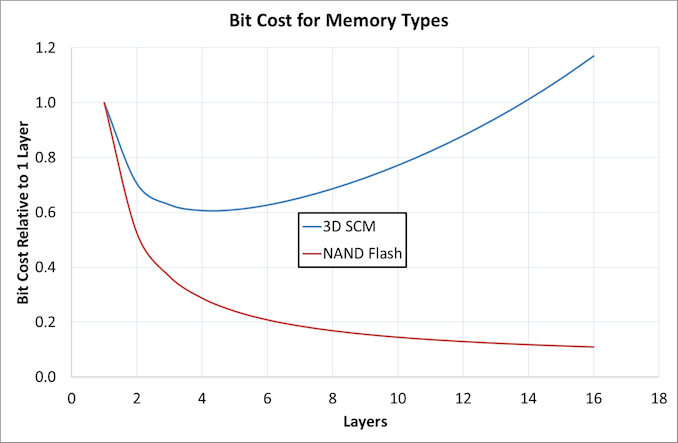 Bit Cost for Memory Types
Bit Cost Relative to 1 Layer
1.2
1.0
0.8
0.6
0.4
0.2
0.0
3D SCM
NAND Flash
0 2 4 6 8 10 12 14 16 18
Layers